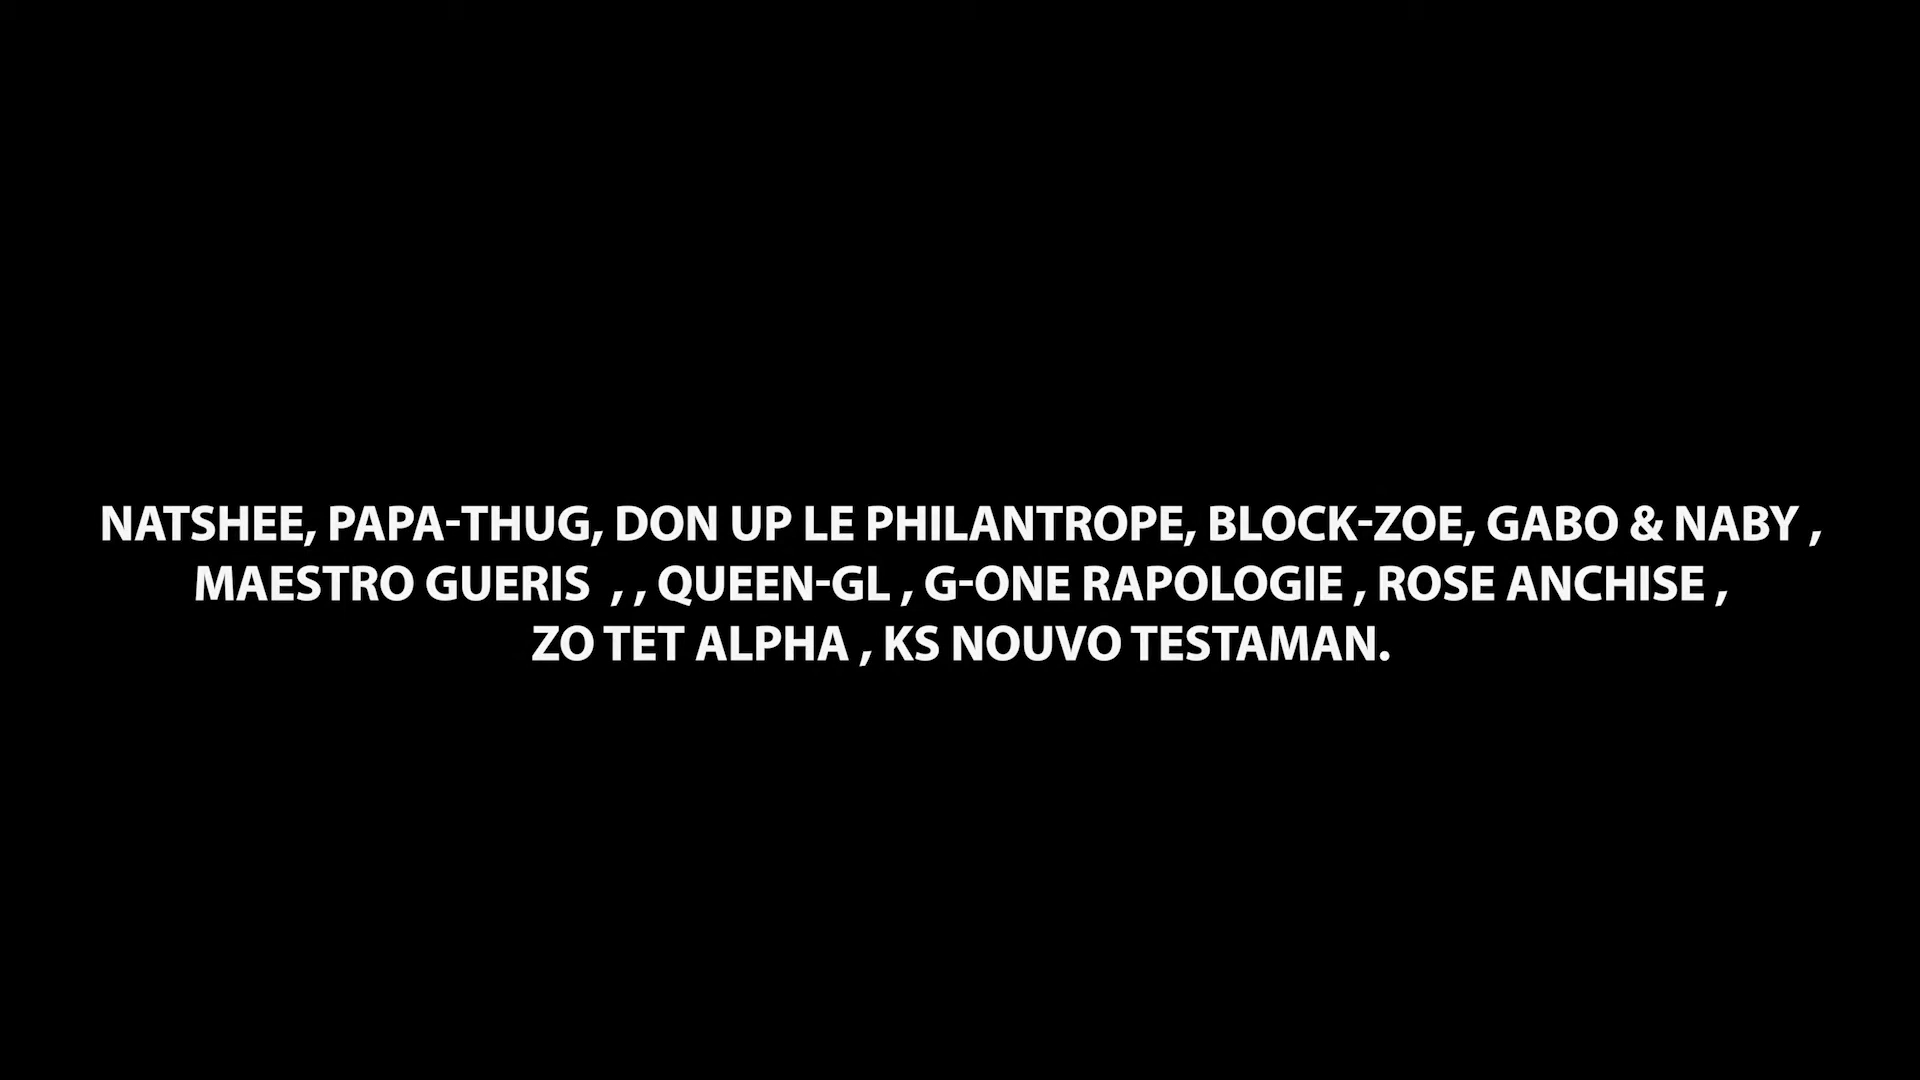 NATSHEE, PAPA-THUG, DON UP LE PHILANTROPE, BLOCK-ZOE, GABO & NABY ,
MAESTRO GUERIS  , , QUEEN-GL , G-ONE RAPOLOGIE , ROSE ANCHISE ,
ZO TET ALPHA , KS NOUVO TESTAMAN.